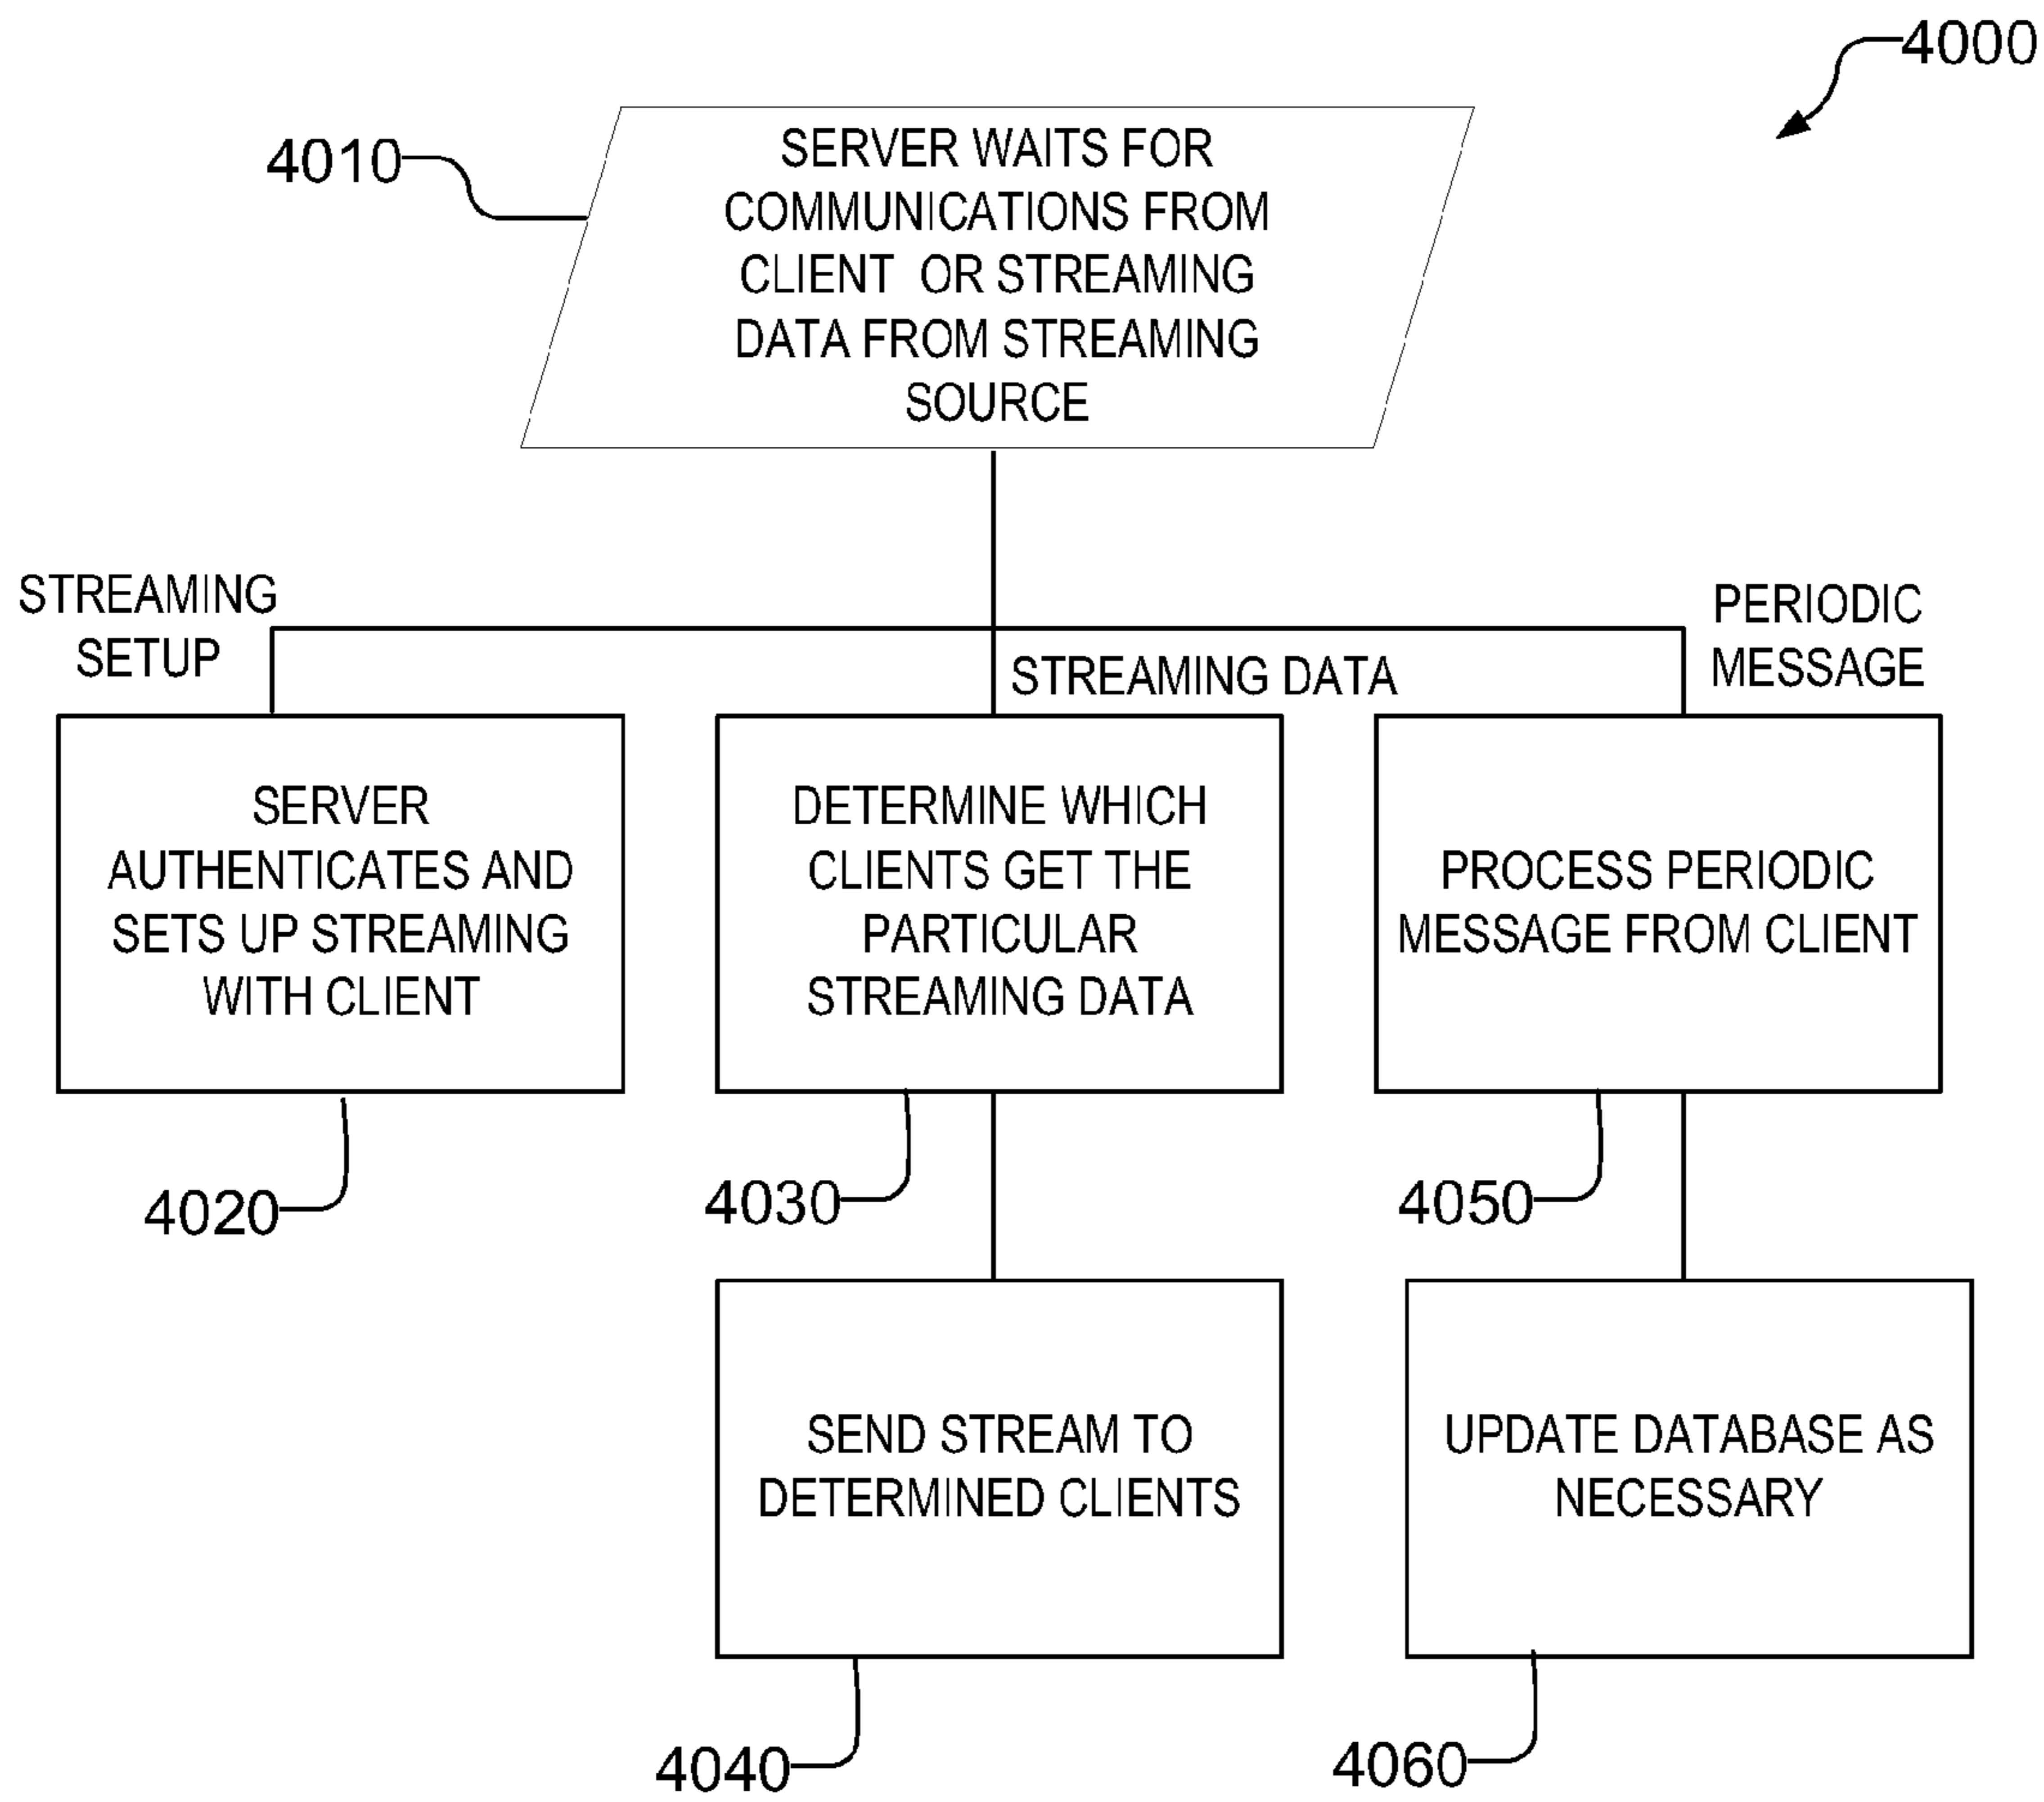 4000
4010
SERVER WAITS FOR
COMMUNICATIONS FROM
CLIENT OR STREAMING
DATA FROM STREAMING
SOURCE
STREAMING
SETUP
STREAMING DATA
PERIODIC
MESSAGE
SERVER
AUTHENTICATES AND
SETS UP STREAMING
WITH CLIENT
4020
DETERMINE WHICH
CLIENTS GET THE
PARTICULAR
STREAMING DATA
4030
PROCESS PERIODIC
MESSAGE FROM CLIENT
4050
SEND STREAM TO
DETERMINED CLIENTS
4040
UPDATE DATABASE AS
NECESSARY
4060